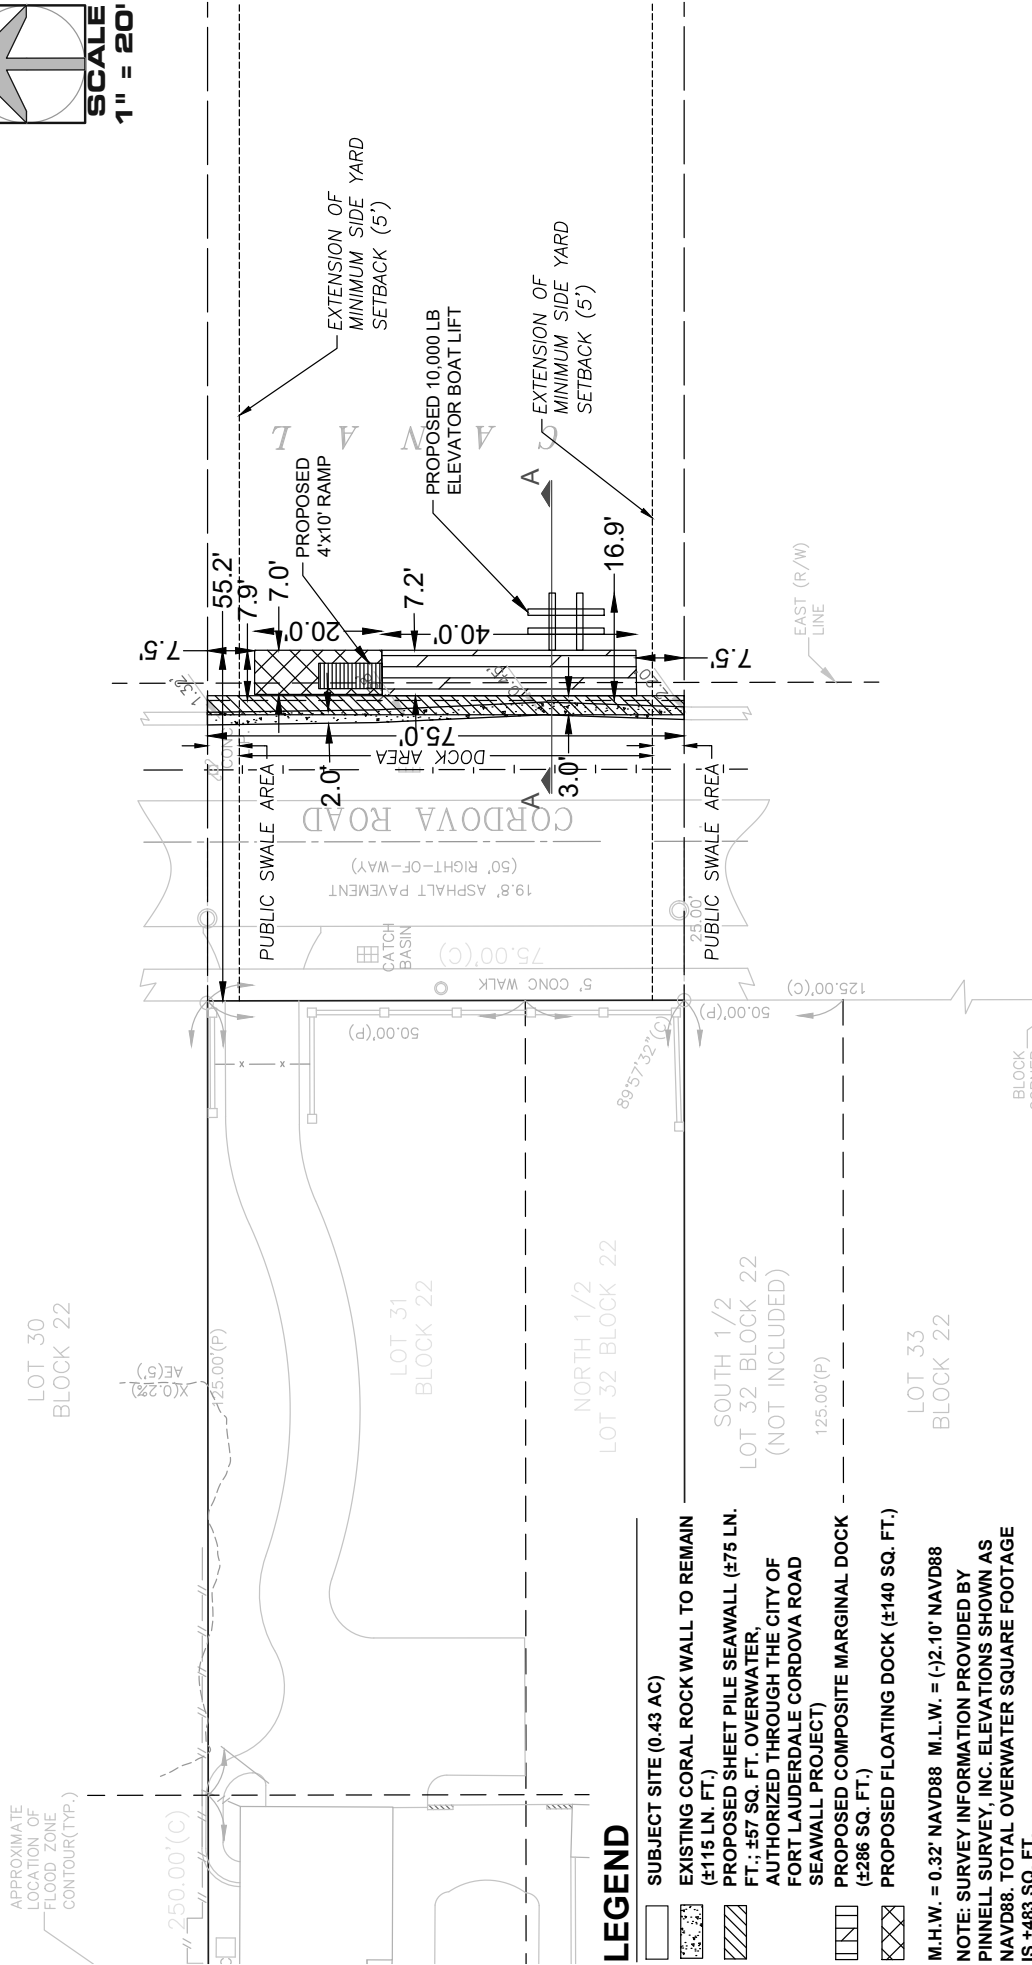 SCALE
1" = 20'
EXTENSION OF
MINIMUM SIDE YARD
SETBACK (5')
EXTENSION OF
MINIMUM SIDE YARD
SETBACK (5')
PROPOSED 10,000 LB
ELEVATOR BOAT LIFT
CANAL
PROPOSED
4'x10' RAMP
A
A
55.2'
7.9'
7.0'
7.5'
20.0'
7.2'
40.0'
16.9'
7.5'
1.32'
2.20'
75.0'
2.0'
3.0'
DOCK AREA
EAST (R/W)
LINE
PUBLIC SWALE AREA
PUBLIC SWALE AREA
CORDOVA ROAD
(50' RIGHT-OF-WAY)
19.8' ASPHALT PAVEMENT
CATCH
BASIN
75.00'(C)
25.00'
5' CONC WALK
50.00'(P)
50.00'(P)
125.00'(C)
89°57'32"(C)
BLOCK
LOT 30
BLOCK 22
X(0.2%)
AE(5')
125.00'(P)
LOT 31
BLOCK 22
NORTH 1/2
LOT 32 BLOCK 22
SOUTH 1/2
LOT 32 BLOCK 22
(NOT INCLUDED)
125.00'(P)
LOT 33
BLOCK 22
APPROXIMATE
LOCATION OF
FLOOD ZONE
CONTOUR(TYP.)
250.00'(C)
LEGEND
SUBJECT SITE (0.43 AC)
EXISTING CORAL ROCK WALL TO REMAIN
(±115 LN. FT.)
PROPOSED SHEET PILE SEAWALL (±75 LN.
FT.; ±57 SQ. FT. OVERWATER,
AUTHORIZED THROUGH THE CITY OF
FORT LAUDERDALE CORDOVA ROAD
SEAWALL PROJECT)
PROPOSED COMPOSITE MARGINAL DOCK
(±286 SQ. FT.)
PROPOSED FLOATING DOCK (±140 SQ. FT.)
M.H.W. = 0.32' NAVD88 M.L.W. = (-)2.10' NAVD88
NOTE: SURVEY INFORMATION PROVIDED BY
PINNELL SURVEY, INC. ELEVATIONS SHOWN AS
NAVD88. TOTAL OVERWATER SQUARE FOOTAGE
IS ±483 SQ. FT.